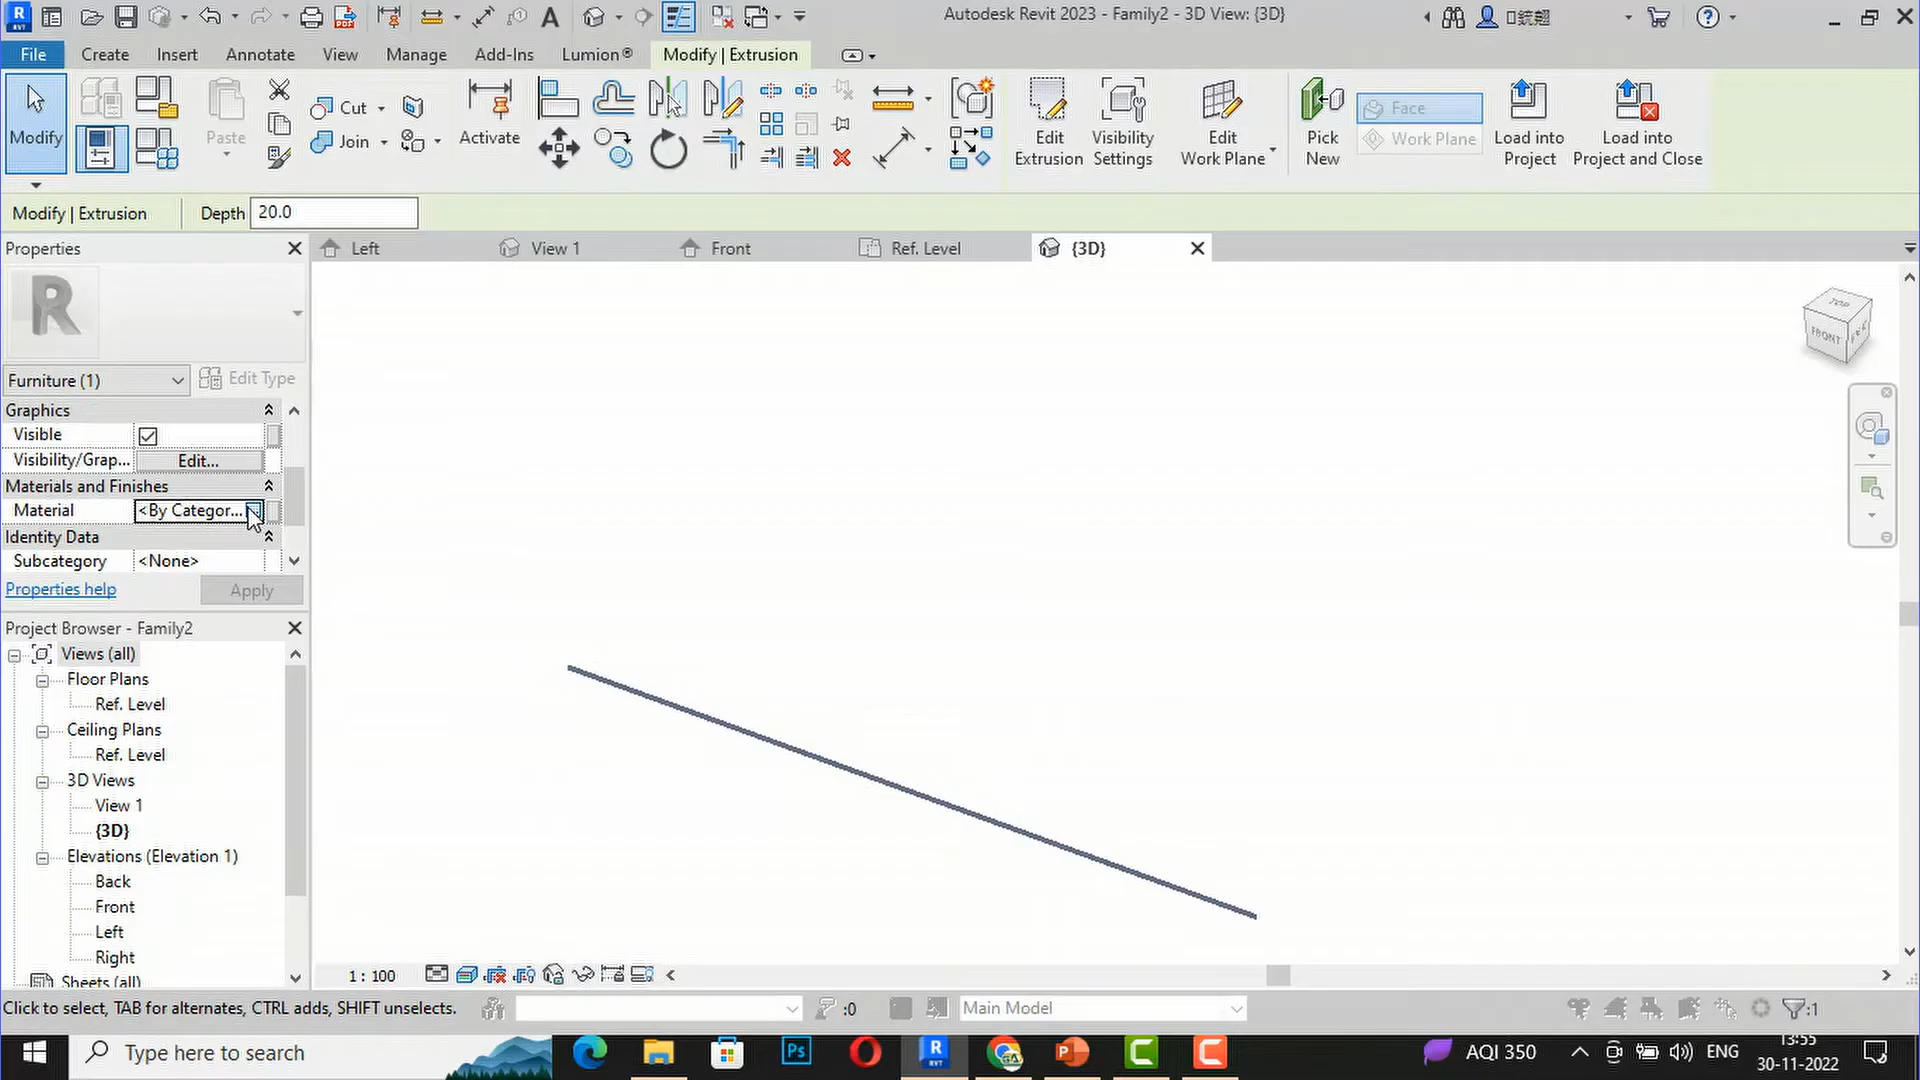 Autodesk Revit 2023 - Family2 - 3D View: {3D}
File
Create
Insert
Annotate
View
Manage
Add-Ins
Lumion®
Modify | Extrusion
Modify
Paste
Cut
Join
Activate
Edit
Extrusion
Visibility
Settings
Edit
Work Plane
Pick
New
Face
Work Plane
Load into
Project
Load into
Project and Close
Modify | Extrusion
Depth
20.0
Properties
Left
View 1
Front
Ref. Level
{3D}
Furniture (1)
Edit Type
Graphics
Visible
Visibility/Grap...
Edit...
Materials and Finishes
Material
<By Categor...
Identity Data
Subcategory
<None>
Properties help
Apply
TOP
FRONT
Project Browser - Family2
Views (all)
Floor Plans
Ref. Level
Ceiling Plans
Ref. Level
3D Views
View 1
{3D}
Elevations (Elevation 1)
Back
Front
Left
Right
Sheets (all)
1 : 100
Click to select, TAB for alternates, CTRL adds, SHIFT unselects.
:0
Main Model
:1
Type here to search
AQI 350
ENG
13:55
30-11-2022